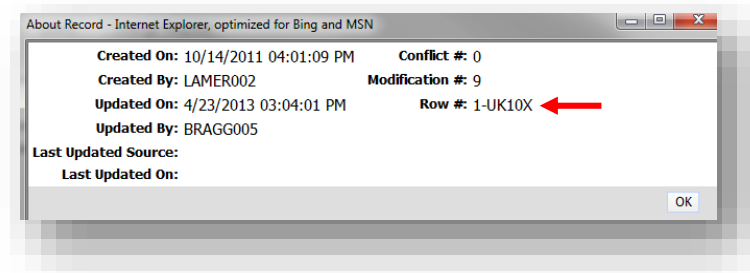 About Record - Internet Explorer, optimized for Bing and MSN
Created On: 10/14/2011 04:01:09 PM Conflict #: 0
Created By: LAMER002 Modification #: 9
Updated On: 4/23/2013 03:04:01 PM Row #: 1-UK10X
Updated By: BRAGG005
Last Updated Source:
Last Updated On:
OK